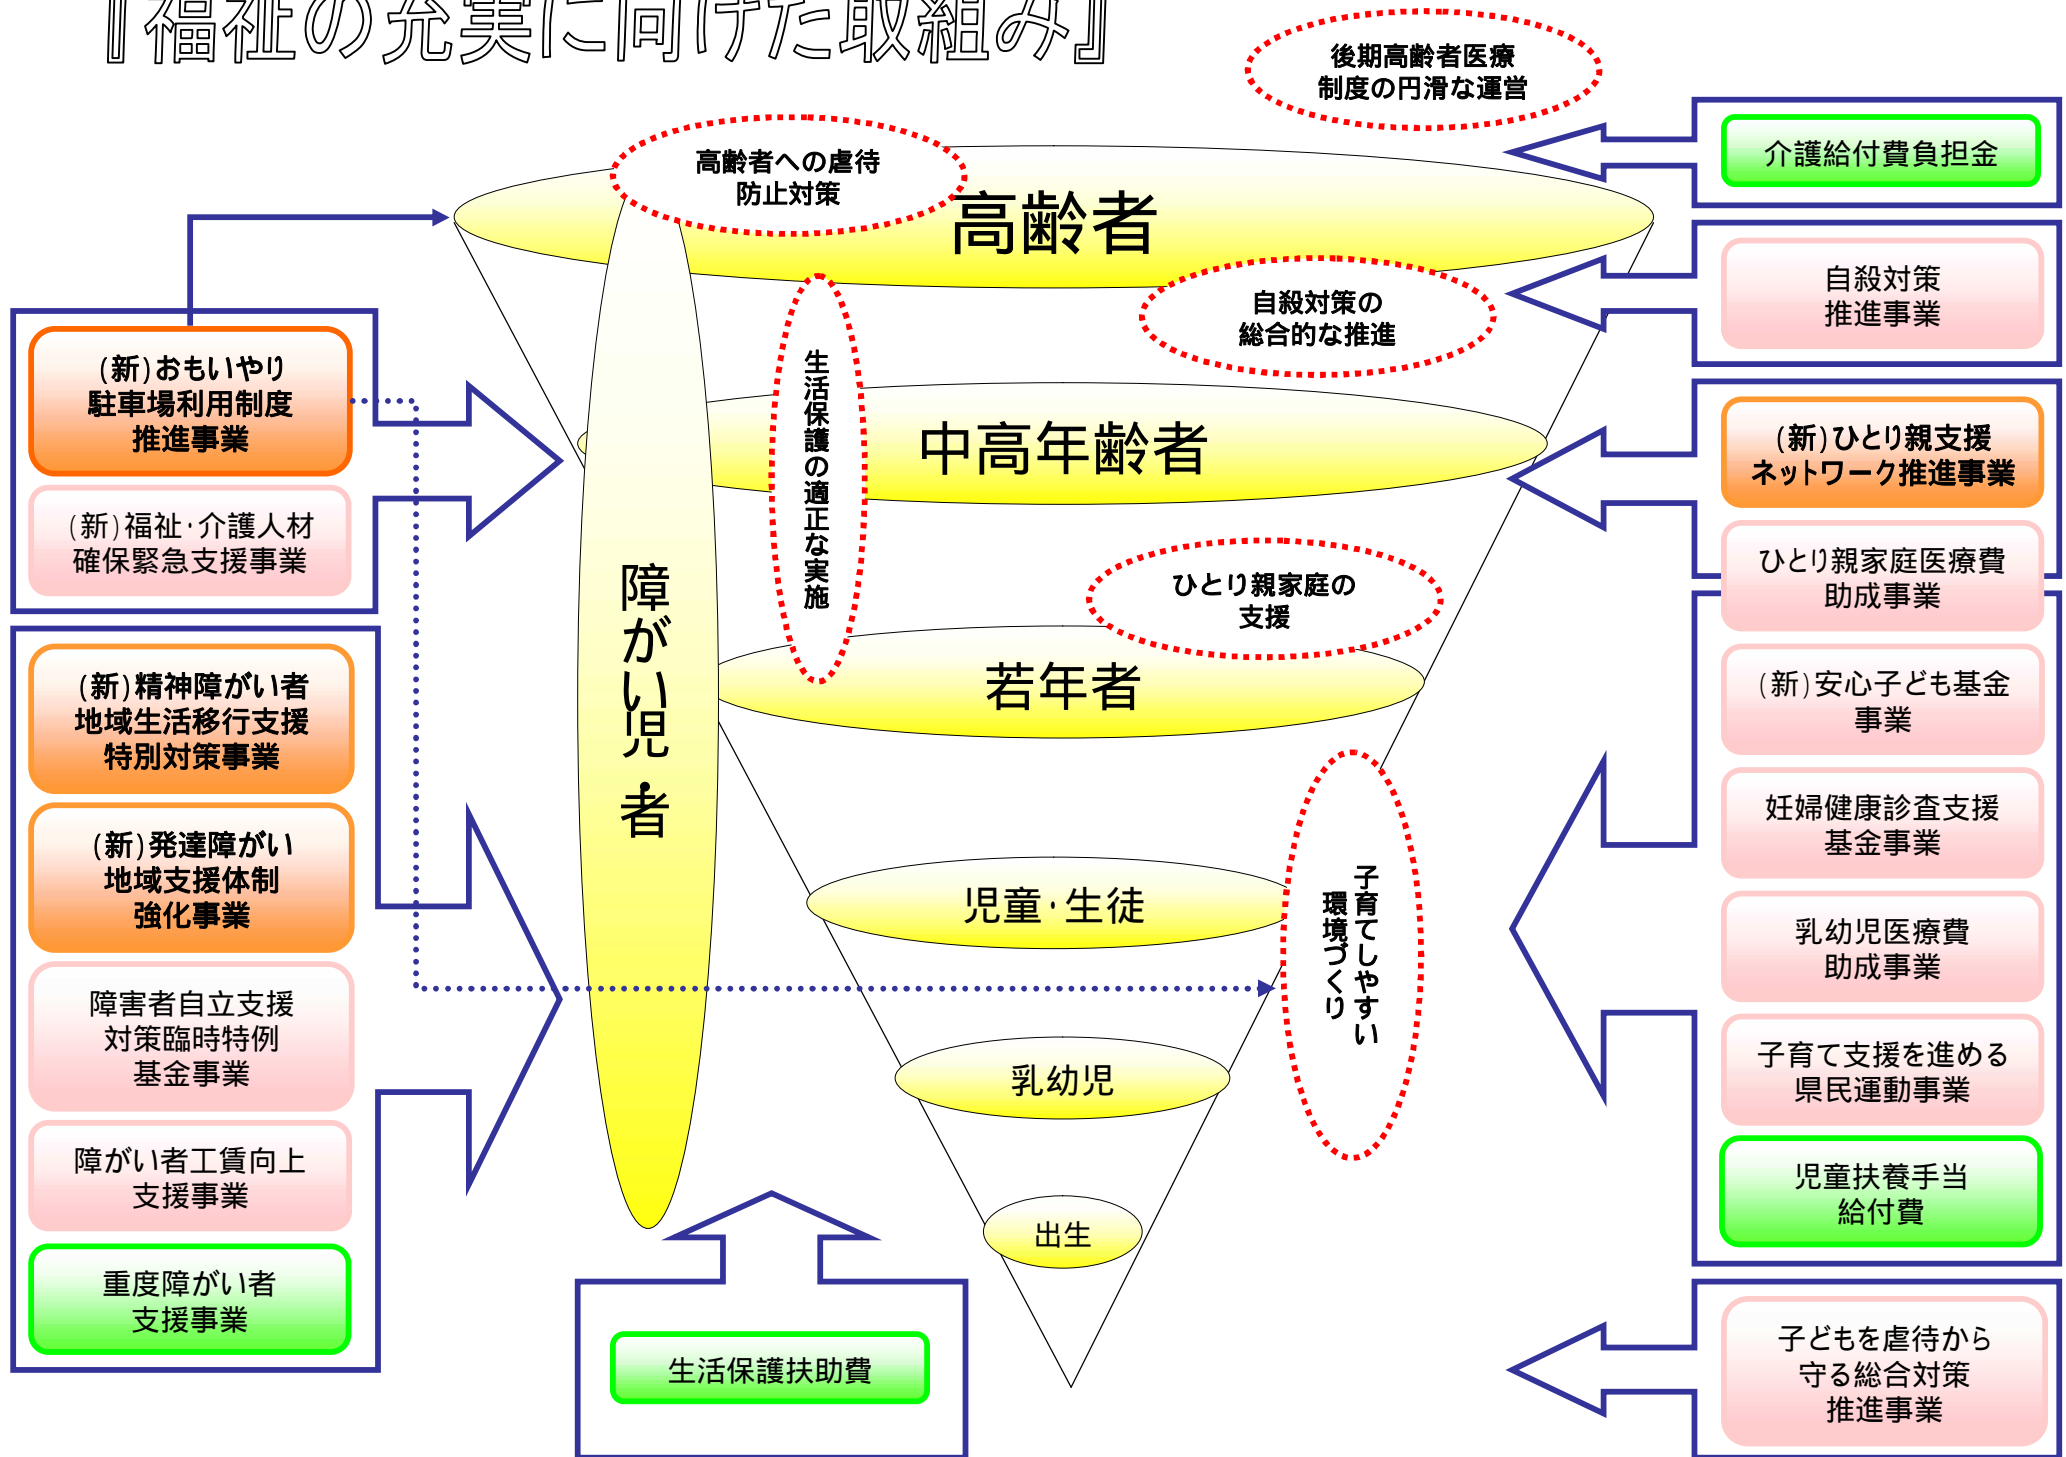 『福祉の充実に向けた取組み』
後期高齢者医療
制度の円滑な運営
高齢者への虐待
防止対策
高齢者
自殺対策の
総合的な推進
生活保護の適正な実施
中高年齢者
ひとり親家庭の
支援
若年者
障がい児・者
児童・生徒
子育てしやすい
環境づくり
乳幼児
出生
(新)おもいやり
駐車場利用制度
推進事業
(新)福祉・介護人材
確保緊急支援事業
(新)精神障がい者
地域生活移行支援
特別対策事業
(新)発達障がい
地域支援体制
強化事業
障害者自立支援
対策臨時特例
基金事業
障がい者工賃向上
支援事業
重度障がい者
支援事業
生活保護扶助費
介護給付費負担金
自殺対策
推進事業
(新)ひとり親支援
ネットワーク推進事業
ひとり親家庭医療費
助成事業
(新)安心子ども基金
事業
妊婦健康診査支援
基金事業
乳幼児医療費
助成事業
子育て支援を進める
県民運動事業
児童扶養手当
給付費
子どもを虐待から
守る総合対策
推進事業